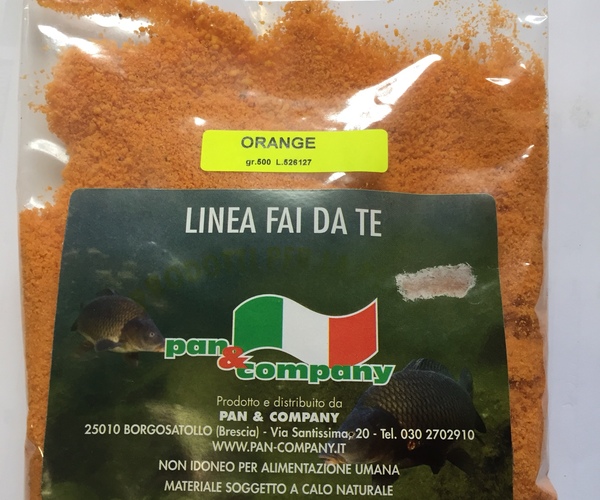 ORANGE
gr.500 L.526127
LINEA FAI DA TE
pan
& company
Prodotto e distribuito da
PAN & COMPANY
25010 BORGOSATOLLO (Brescia) - Via Santissima, 20 - Tel. 030 2702910
WWW.PAN-COMPANY.IT
NON IDONEO PER ALIMENTAZIONE UMANA
MATERIALE SOGGETTO A CALO NATURALE